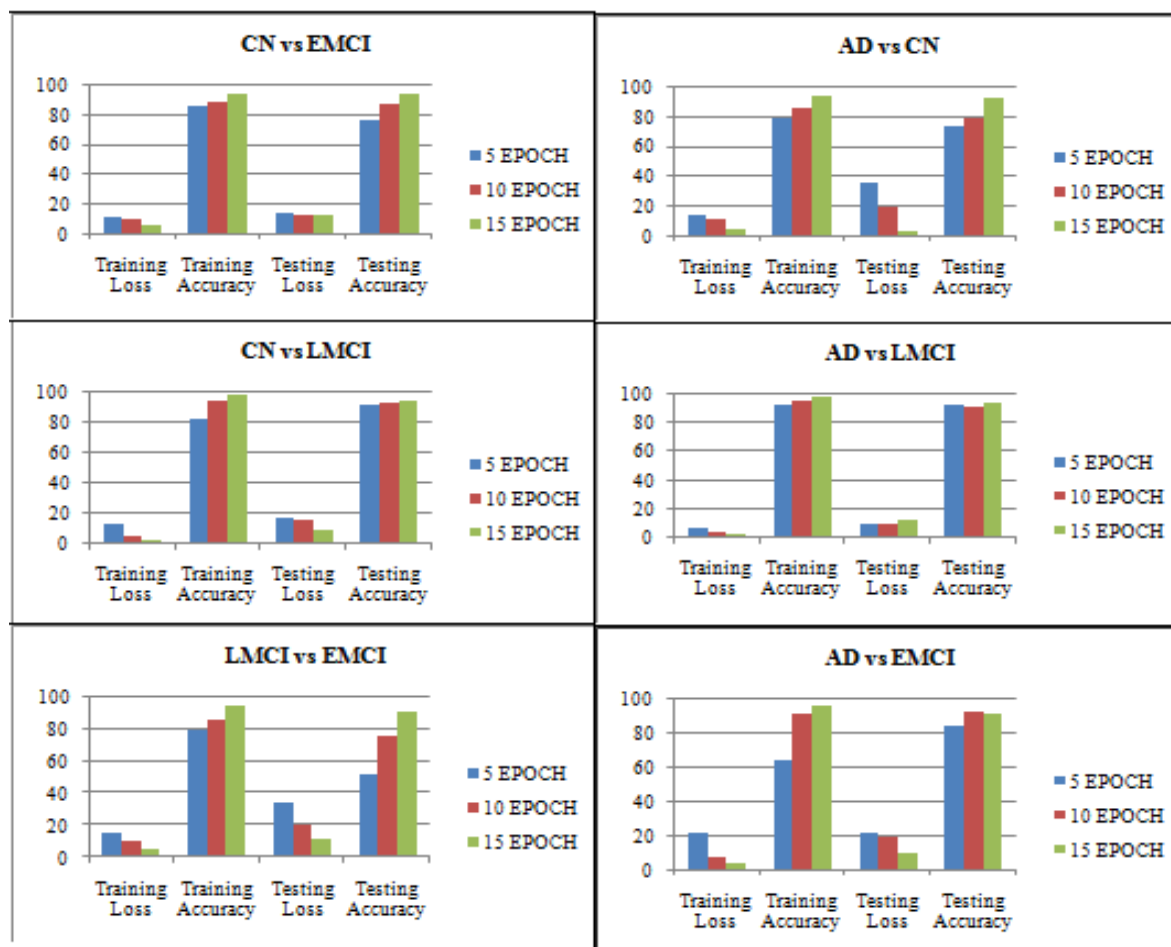 CN vs EMCI
100
80
60
40
20
0
Training Loss
Training Accuracy
Testing Loss
Testing Accuracy
5 EPOCH
10 EPOCH
15 EPOCH
AD vs CN
100
80
60
40
20
0
Training Loss
Training Accuracy
Testing Loss
Testing Accuracy
5 EPOCH
10 EPOCH
15 EPOCH
CN vs LMCI
100
80
60
40
20
0
Training Loss
Training Accuracy
Testing Loss
Testing Accuracy
5 EPOCH
10 EPOCH
15 EPOCH
AD vs LMCI
100
80
60
40
20
0
Training Loss
Training Accuracy
Testing Loss
Testing Accuracy
5 EPOCH
10 EPOCH
15 EPOCH
LMCI vs EMCI
100
80
60
40
20
0
Training Loss
Training Accuracy
Testing Loss
Testing Accuracy
5 EPOCH
10 EPOCH
15 EPOCH
AD vs EMCI
100
80
60
40
20
0
Training Loss
Training Accuracy
Testing Loss
Testing Accuracy
5 EPOCH
10 EPOCH
15 EPOCH